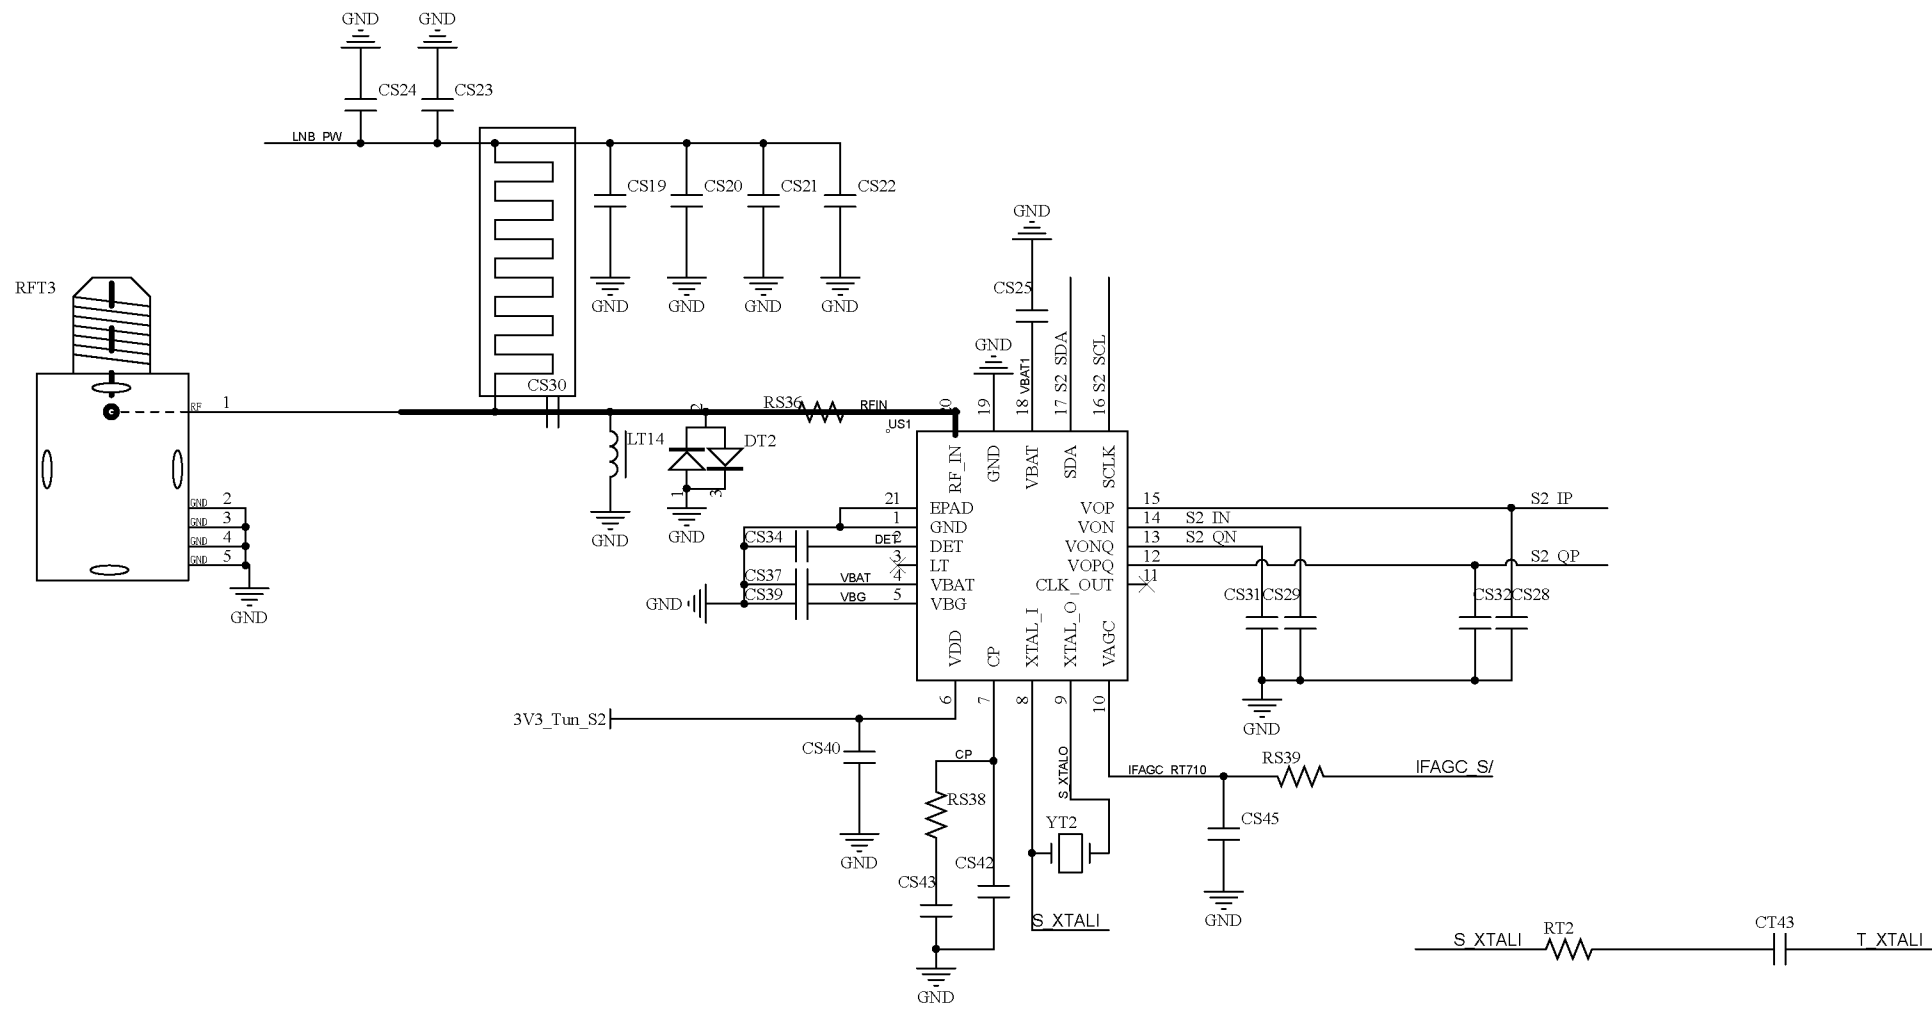 GND GND
CS24 CS23
LNB_PW
CS19 CS20 CS21 CS22
GND GND GND GND
RFT3
RF 1
GND 2
GND 3
GND 4
GND 5
GND
CS30
LT14
GND
2
DT2
1 3
GND
RS36 RFIN
US1
GND
CS25
GND
19
18 VBAT1
17 S2_SDA
16 S2_SCL
RF_IN GND VBAT SDA SCLK
21 EPAD
1 GND
CS34 DET 2 DET
3 LT
CS37 VBAT 4 VBAT
CS39 VBG 5 VBG
GND
VOP 15 S2_IP
VON 14 S2_IN
VONQ 13 S2_QN
VOPQ 12 S2_QP
CLK_OUT 11
VDD CP XTAL_I XTAL_O VAGC
6 7 8 9 10
CS31 CS29 CS32 CS28
GND
3V3_Tun_S2
CS40
GND
CP
RS38
CS43 CS42
GND
S_XTALO
YT2
S_XTALI
IFAGC_RT710 RS39 IFAGC_S/
CS45
GND
S_XTALI RT2 CT43 T_XTALI